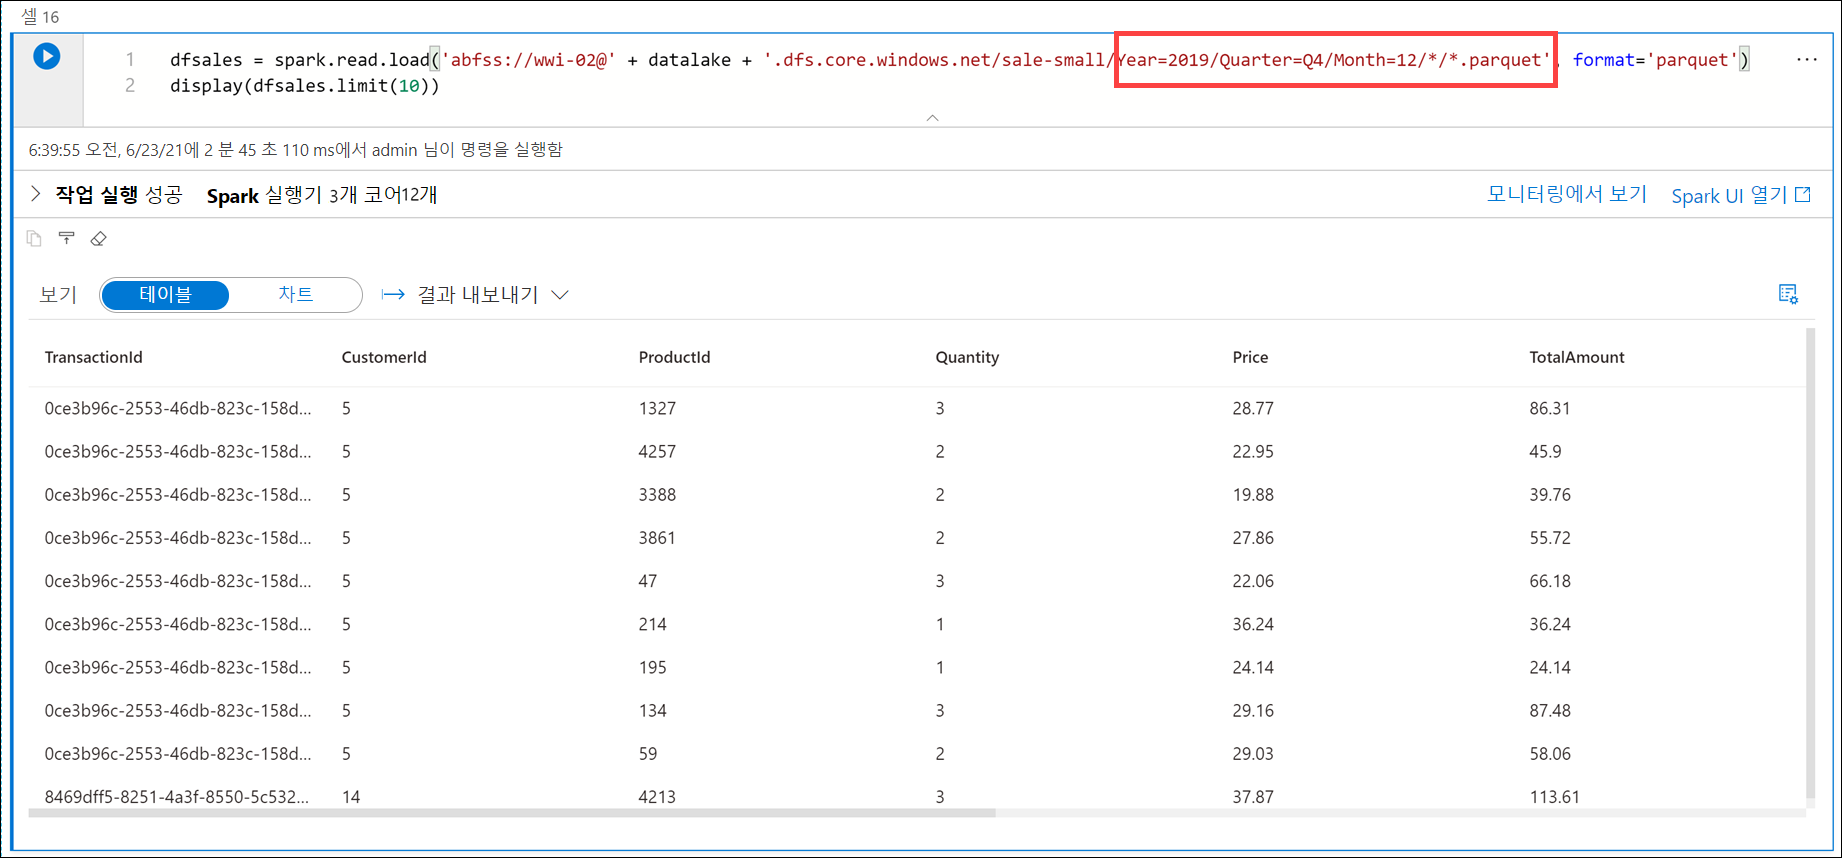 셀 16
1 dfsales = spark.read.load('abfss://wwi-02@' + datalake + '.dfs.core.windows.net/sale-small/Year=2019/Quarter=Q4/Month=12/*/*.parquet', format='parquet') ...
2 display(dfsales.limit(10))
6:39:55 오전, 6/23/21에 2 분 45 초 110 ms에서 admin 님이 명령을 실행함
작업 실행 성공 Spark 실행기 3개 코어12개 모니터링에서 보기 Spark UI 열기
보기 테이블 차트 결과 내보내기
TransactionId CustomerId ProductId Quantity Price TotalAmount
0ce3b96c-2553-46db-823c-158d... 5 1327 3 28.77 86.31
0ce3b96c-2553-46db-823c-158d... 5 4257 2 22.95 45.9
0ce3b96c-2553-46db-823c-158d... 5 3388 2 19.88 39.76
0ce3b96c-2553-46db-823c-158d... 5 3861 2 27.86 55.72
0ce3b96c-2553-46db-823c-158d... 5 47 3 22.06 66.18
0ce3b96c-2553-46db-823c-158d... 5 214 1 36.24 36.24
0ce3b96c-2553-46db-823c-158d... 5 195 1 24.14 24.14
0ce3b96c-2553-46db-823c-158d... 5 134 3 29.16 87.48
0ce3b96c-2553-46db-823c-158d... 5 59 2 29.03 58.06
8469dff5-8251-4a3f-8550-5c532... 14 4213 3 37.87 113.61